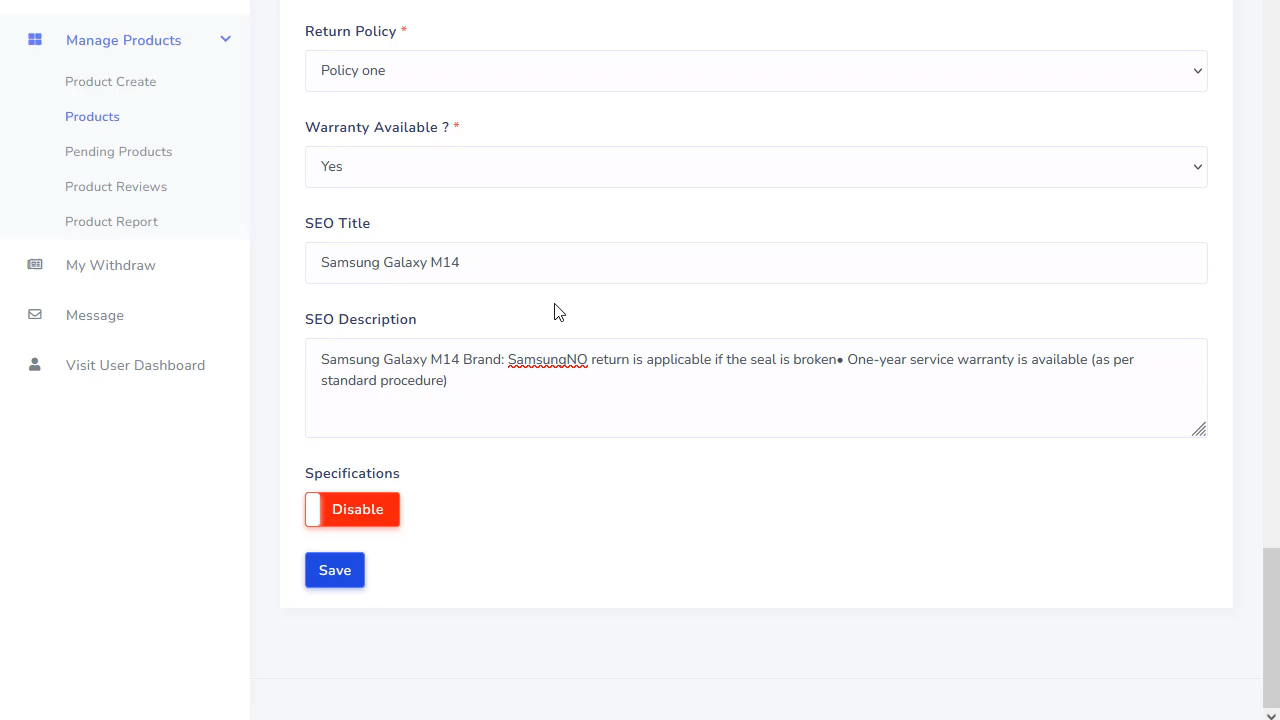 Manage Products
Product Create
Products
Pending Products
Product Reviews
Product Report
My Withdraw
Message
Visit User Dashboard
Return Policy *
Policy one
Warranty Available ? *
Yes
SEO Title
Samsung Galaxy M14
SEO Description
Samsung Galaxy M14 Brand: SamsungNO return is applicable if the seal is broken• One-year service warranty is available (as per
standard procedure)
Specifications
Disable
Save